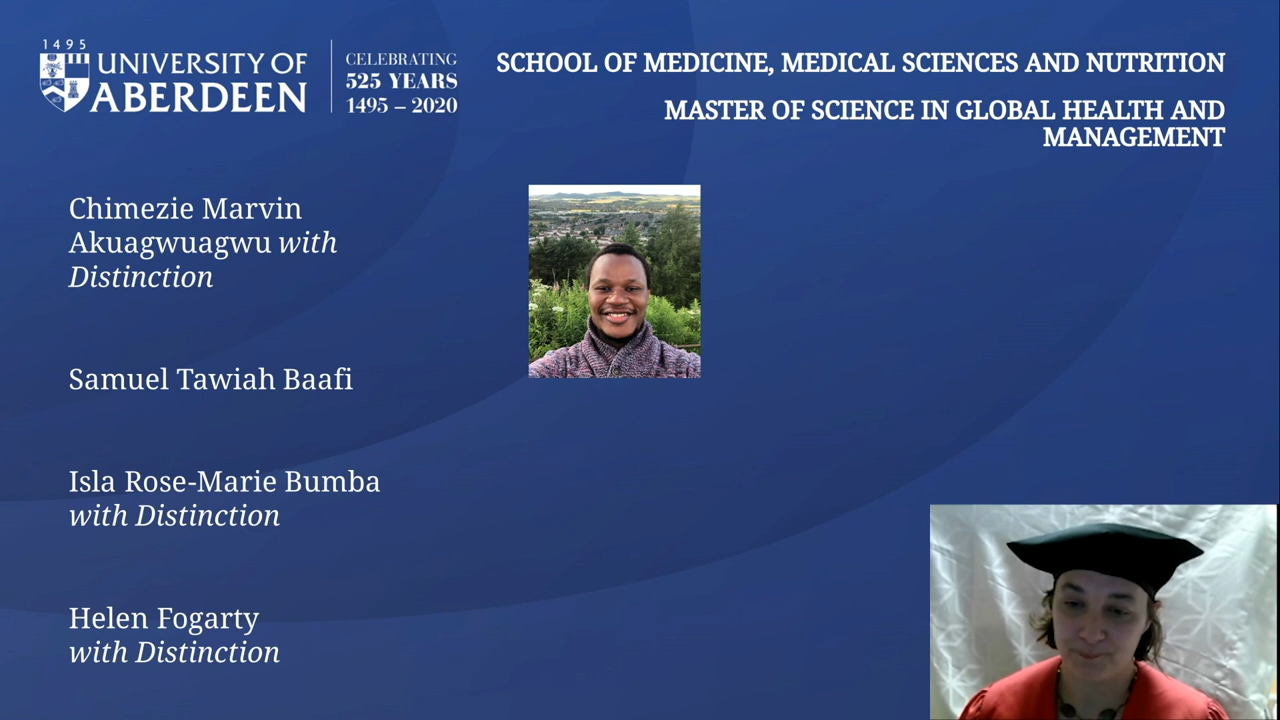 1495
UNIVERSITY OF
ABERDEEN
CELEBRATING
525 YEARS
1495 – 2020
SCHOOL OF MEDICINE, MEDICAL SCIENCES AND NUTRITION
MASTER OF SCIENCE IN GLOBAL HEALTH AND
MANAGEMENT
Chimezie Marvin
Akuagwuagwu with
Distinction
Samuel Tawiah Baafi
Isla Rose-Marie Bumba
with Distinction
Helen Fogarty
with Distinction